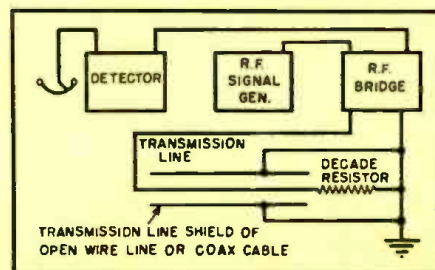 DETECTOR
R.F.
SIGNAL
GEN.
R.F.
BRIDGE
TRANSMISSION
LINE
DECADE
RESISTOR
TRANSMISSION LINE SHIELD OF
OPEN WIRE LINE OR COAX CABLE